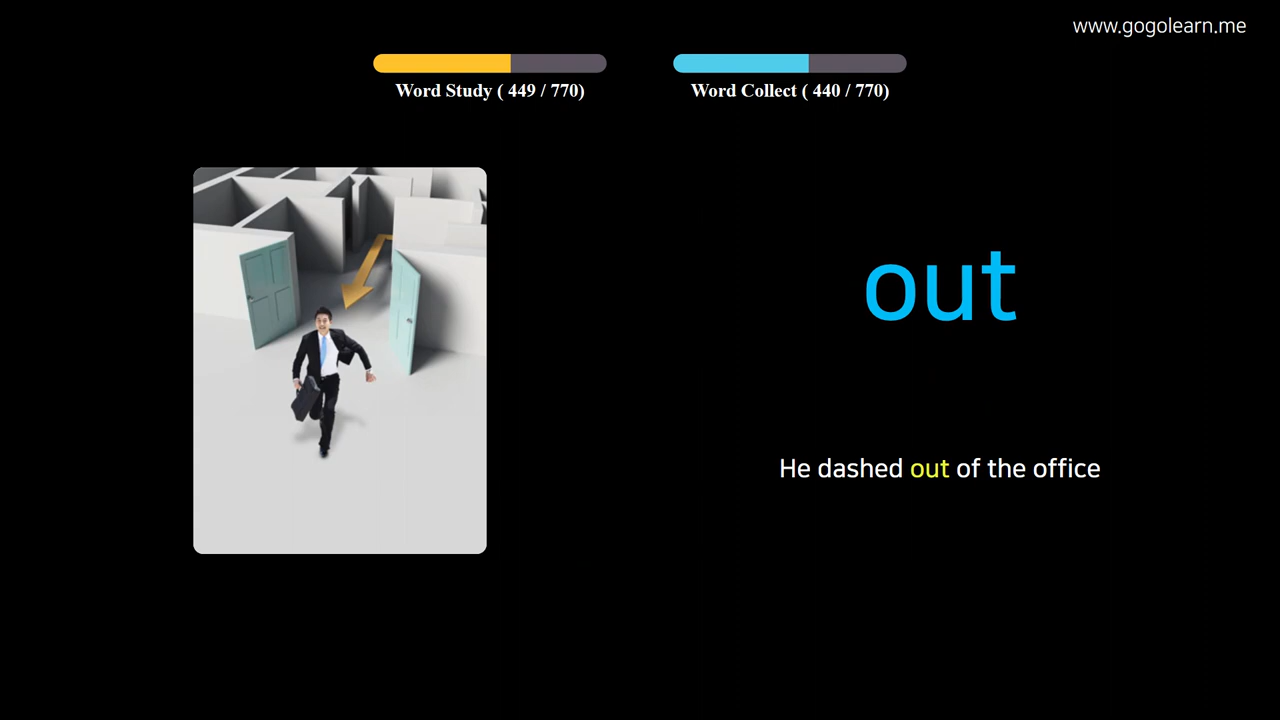 www.gogolearn.me
Word Study ( 449 / 770)
Word Collect ( 440 / 770)
out
He dashed out of the office